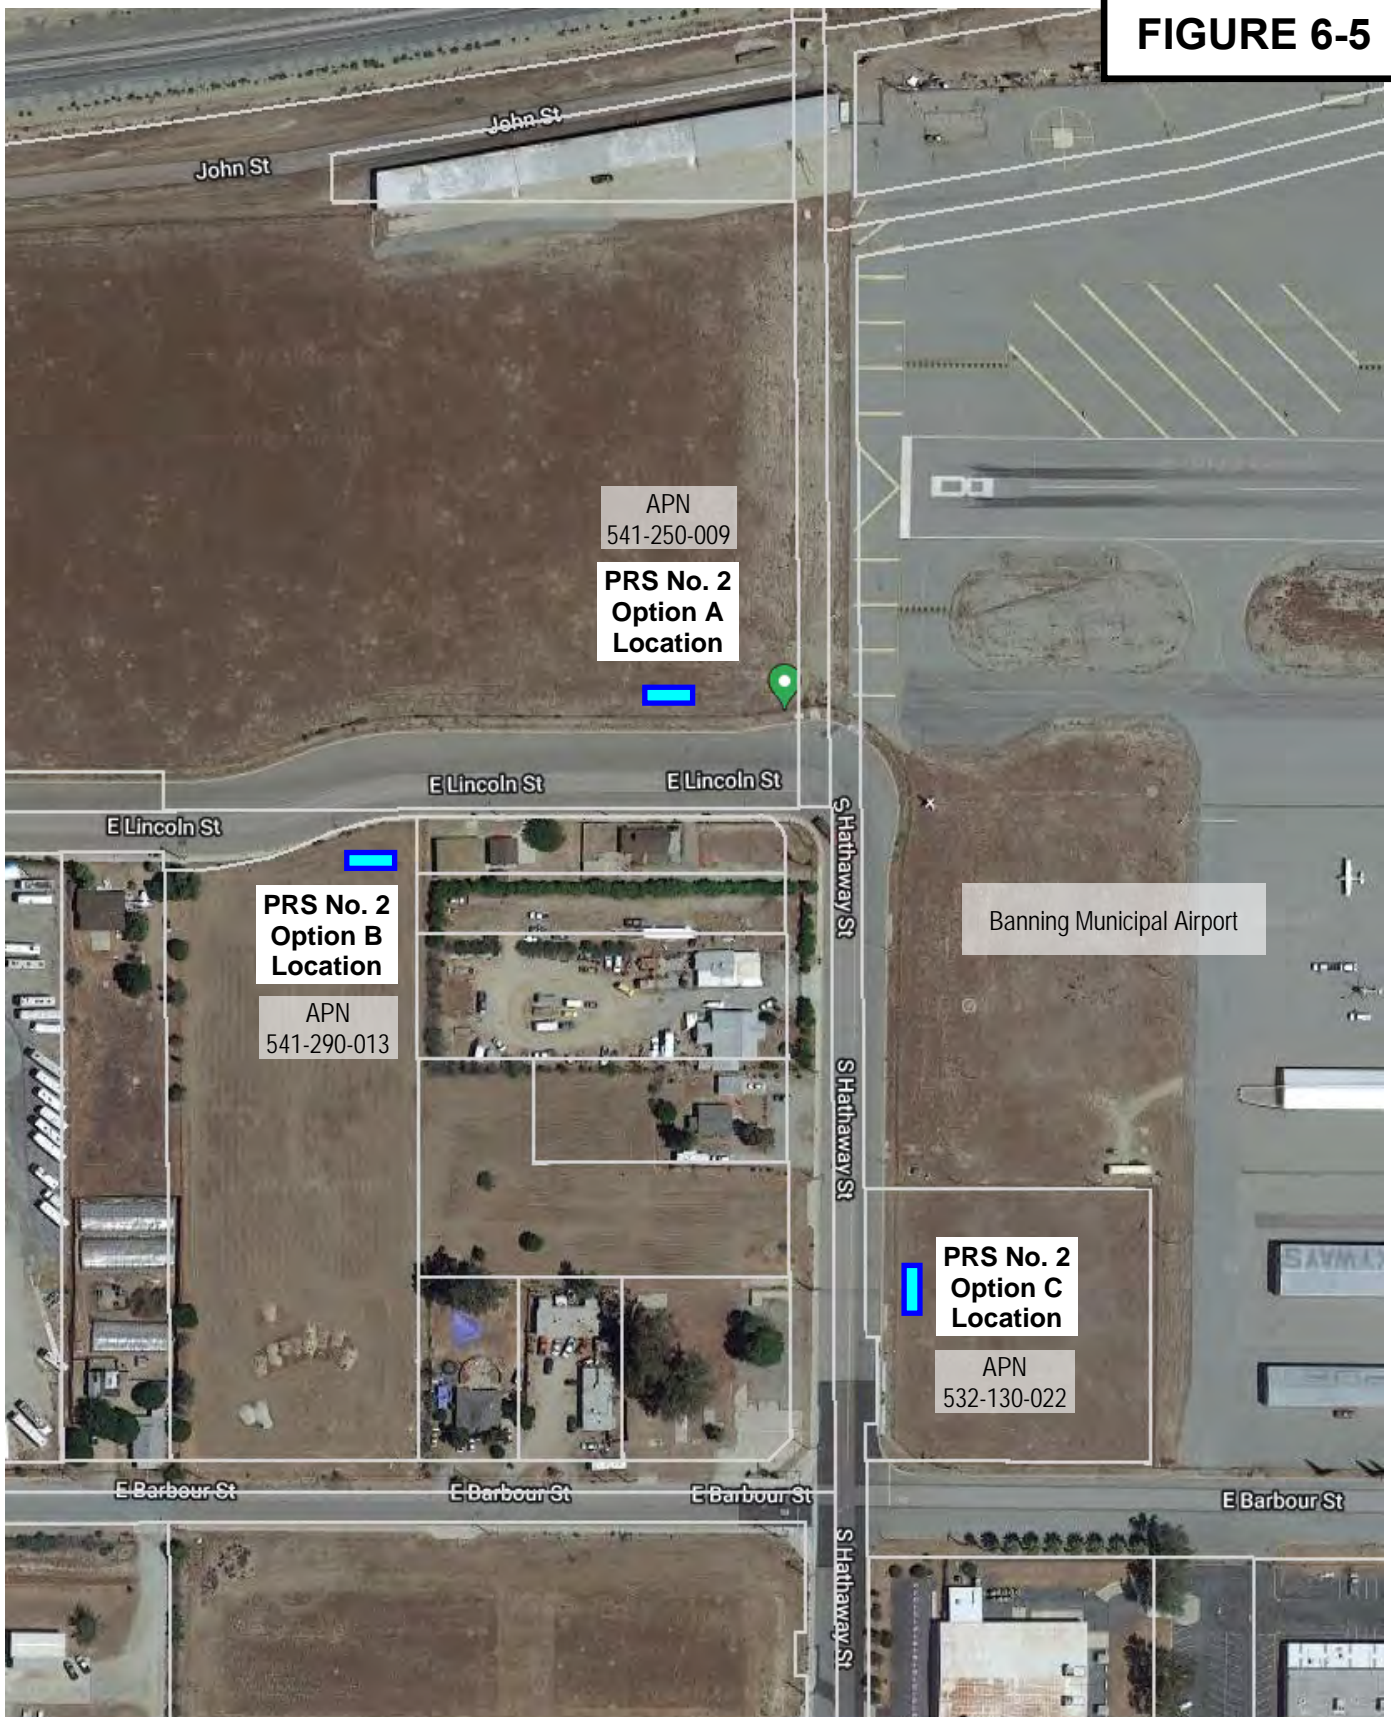 FIGURE 6-5
John St
John St
APN
541-250-009
PRS No. 2
Option A
Location
E Lincoln St
E Lincoln St
E Lincoln St
S Hathaway St
PRS No. 2
Option B
Location
APN
541-290-013
Banning Municipal Airport
S Hathaway St
PRS No. 2
Option C
Location
APN
532-130-022
E Barbour St
E Barbour St
E Barbour St
E Barbour St
S Hathaway St